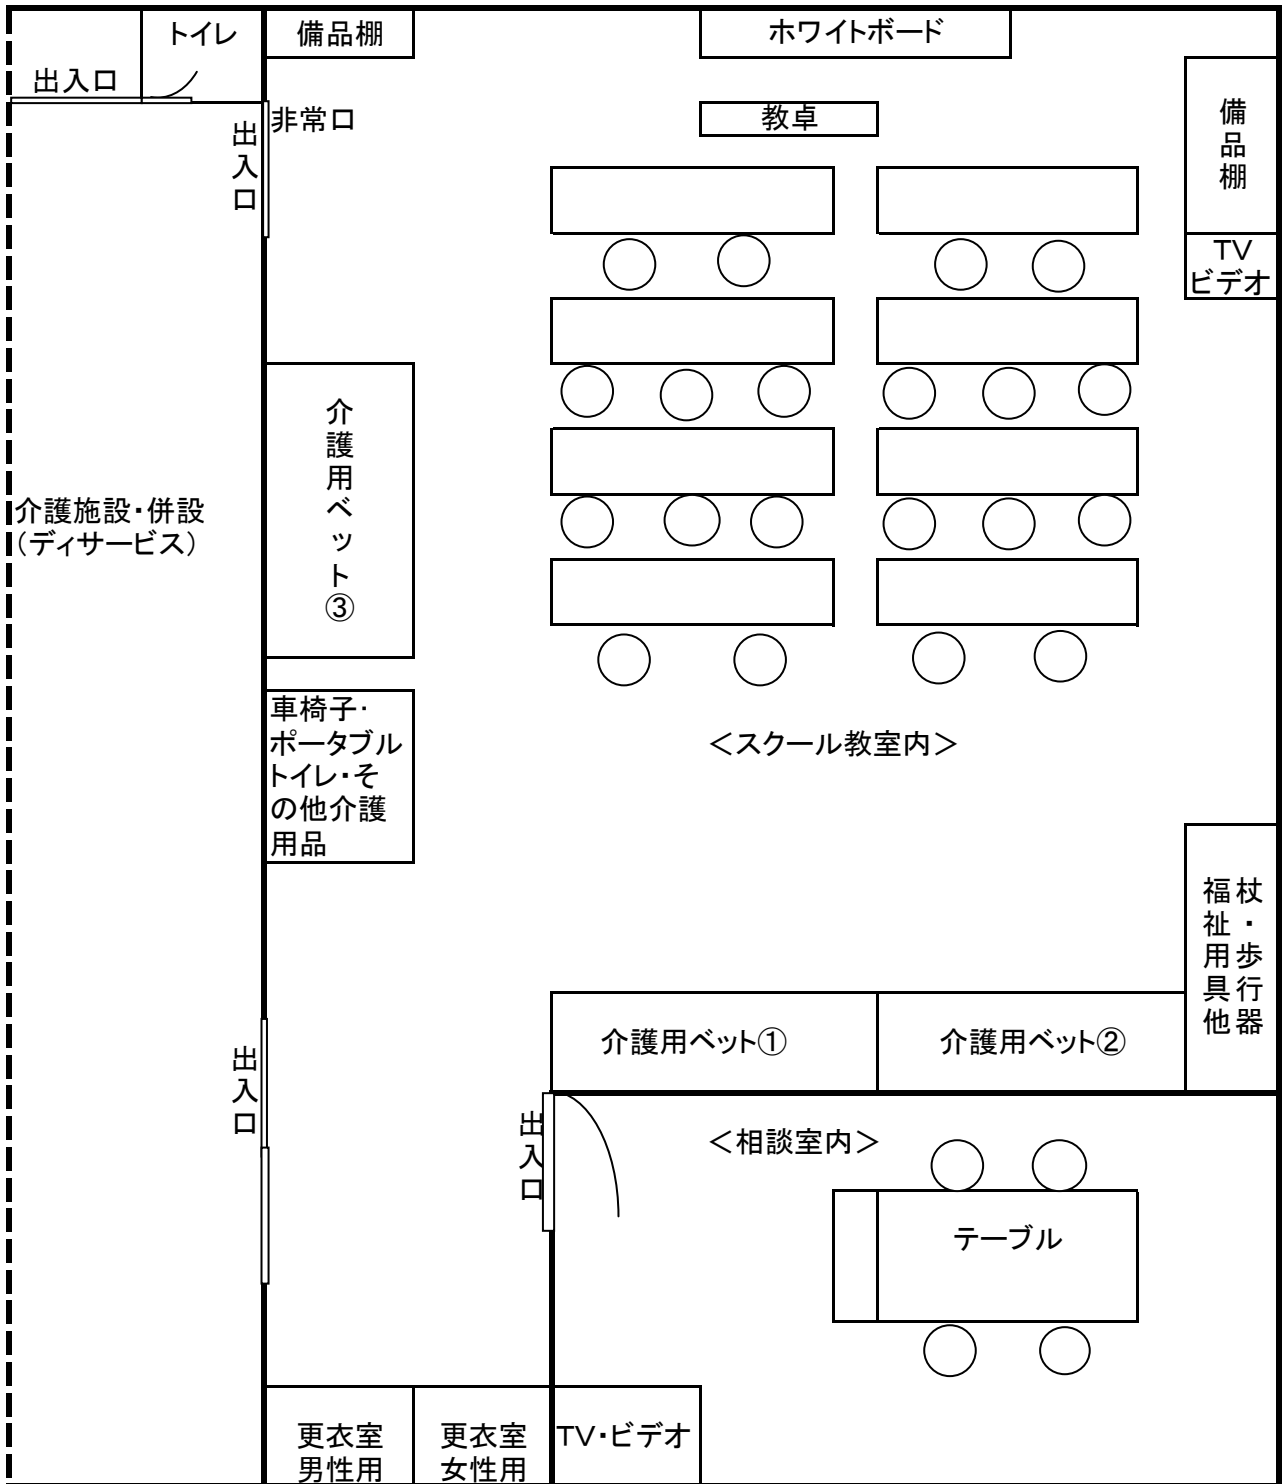 トイレ
備品棚
ホワイトボード
出入口
非常口
出入口
教卓
備品棚
TV
ビデオ
介護用ベット③
介護施設・併設
(ディサービス)
車椅子・
ポータブル
トイレ・そ
の他介護
用品
<スクール教室内>
杖・歩行器
福祉用具他
介護用ベット①
介護用ベット②
出入口
出入口
<相談室内>
テーブル
更衣室
男性用
更衣室
女性用
TV・ビデオ